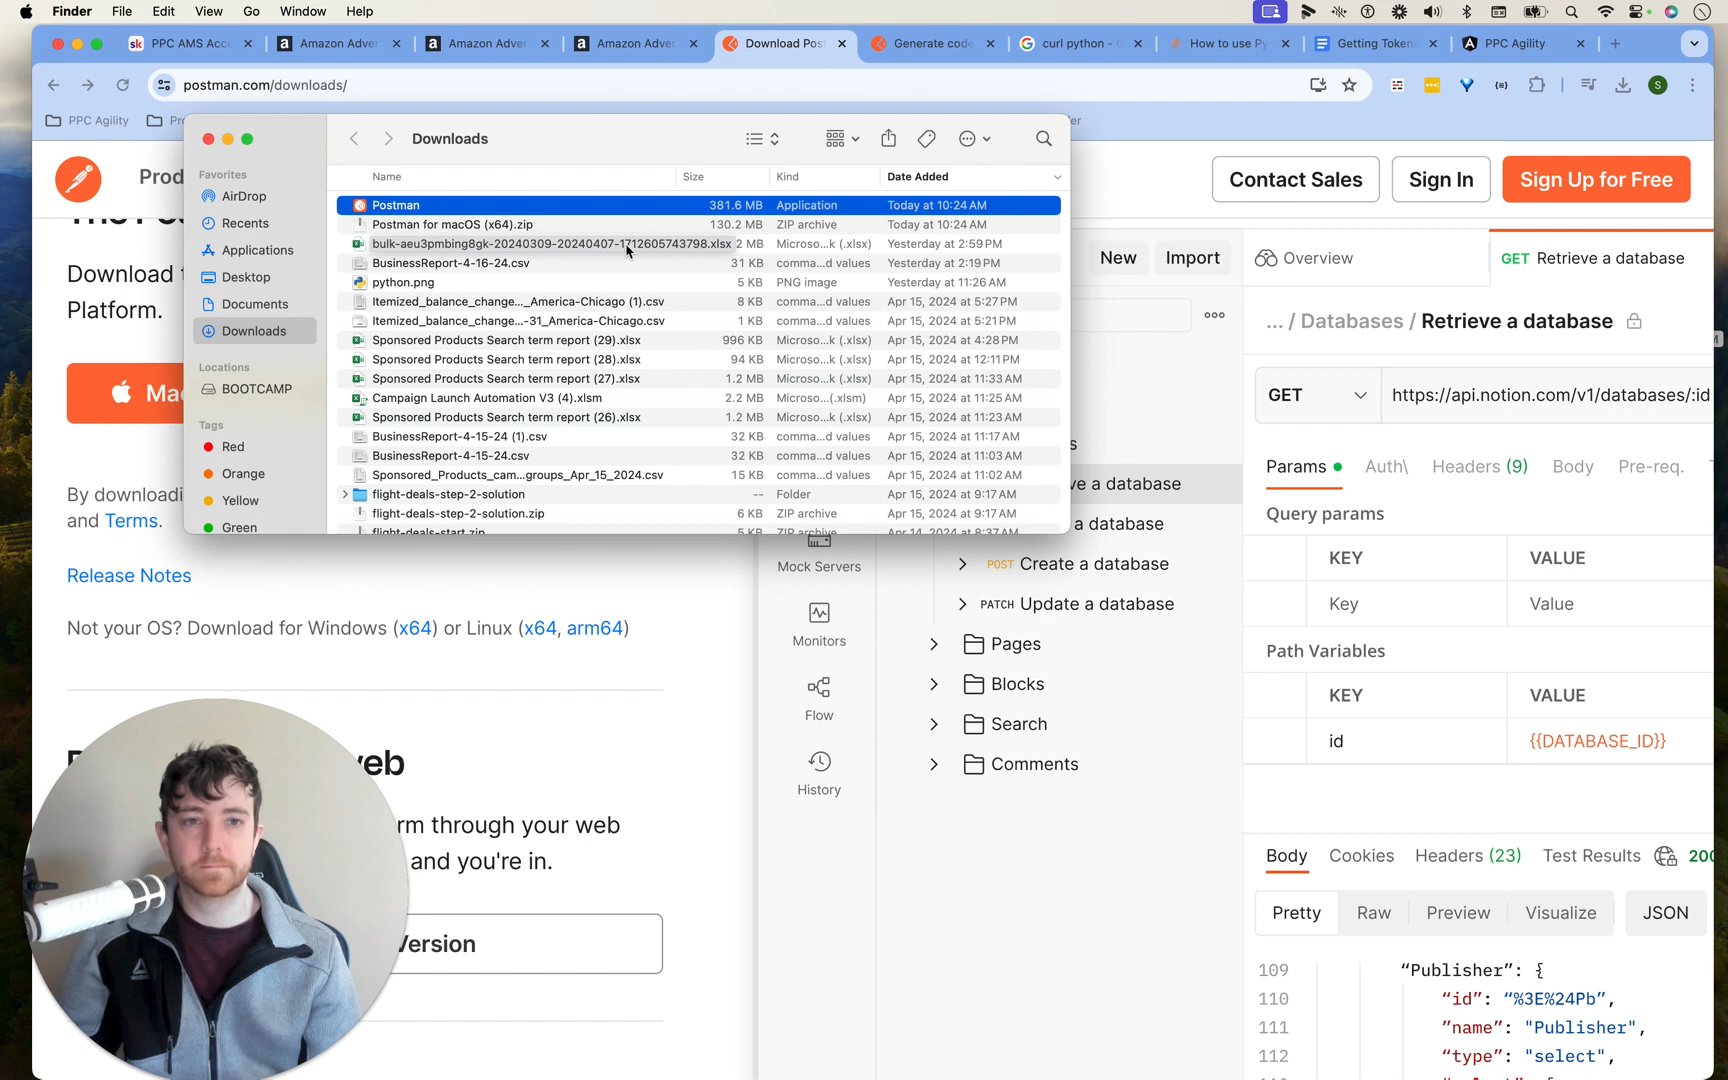 Finder File Edit View Go Window Help
PPC AMS Acce Amazon Adver Amazon Adver Amazon Adver Download Pos Generate code curl python - How to use Py Getting Token PPC Agility
postman.com/downloads/
PPC Agility
Downloads
Prod
Contact Sales
Sign In
Sign Up for Free
Favorites
AirDrop
Recents
Applications
Desktop
Documents
Downloads
Locations
BOOTCAMP
Tags
Red
Orange
Yellow
Green
Name Size Kind Date Added
Postman 381.6 MB Application Today at 10:24 AM
Postman for macOS (x64).zip 130.2 MB ZIP archive Today at 10:24 AM
bulk-aeu3pmbing8gk-20240309-20240407-1712605743798.xlsx 2 MB Microso...k (.xlsx) Yesterday at 2:59 PM
BusinessReport-4-16-24.csv 31 KB comma...d values Yesterday at 2:19 PM
python.png 5 KB PNG image Yesterday at 11:26 AM
Itemized_balance_change..._America-Chicago (1).csv 8 KB comma...d values Apr 15, 2024 at 5:27 PM
Itemized_balance_change...-31_America-Chicago.csv 1 KB comma...d values Apr 15, 2024 at 5:21 PM
Sponsored Products Search term report (29).xlsx 996 KB Microso...k (.xlsx) Apr 15, 2024 at 4:28 PM
Sponsored Products Search term report (28).xlsx 94 KB Microso...k (.xlsx) Apr 15, 2024 at 12:11 PM
Sponsored Products Search term report (27).xlsx 1.2 MB Microso...k (.xlsx) Apr 15, 2024 at 11:33 AM
Campaign Launch Automation V3 (4).xlsm 2.2 MB Microso...(.xlsm) Apr 15, 2024 at 11:25 AM
Sponsored Products Search term report (26).xlsx 1.2 MB Microso...k (.xlsx) Apr 15, 2024 at 11:23 AM
BusinessReport-4-15-24 (1).csv 32 KB comma...d values Apr 15, 2024 at 11:17 AM
BusinessReport-4-15-24.csv 32 KB comma...d values Apr 15, 2024 at 11:03 AM
Sponsored_Products_cam...groups_Apr_15_2024.csv 15 KB comma...d values Apr 15, 2024 at 11:02 AM
flight-deals-step-2-solution -- Folder Apr 15, 2024 at 9:17 AM
flight-deals-step-2-solution.zip 6 KB ZIP archive Apr 15, 2024 at 9:17 AM
flight-deals-start.zip 5 KB ZIP archive Apr 14, 2024 at 8:37 AM
Download
Platform.
Mac
By downloadi
and Terms.
Release Notes
Not your OS? Download for Windows (x64) or Linux (x64, arm64)
eb
rm through your web
and you're in.
Version
New Import
Overview
GET Retrieve a database
... / Databases / Retrieve a database
GET https://api.notion.com/v1/databases/:id
Params Auth\ Headers (9) Body Pre-req.
Query params
KEY VALUE
Key Value
Path Variables
KEY VALUE
id {{DATABASE_ID}}
ve a database
a database
POST Create a database
PATCH Update a database
Pages
Blocks
Search
Comments
Mock Servers
Monitors
Flow
History
Body Cookies Headers (23) Test Results 200
Pretty Raw Preview Visualize JSON
109 “Publisher”: {
110 “id”: “%3E%24Pb”,
111 ”name”: "Publisher",
112 ”type”: "select",